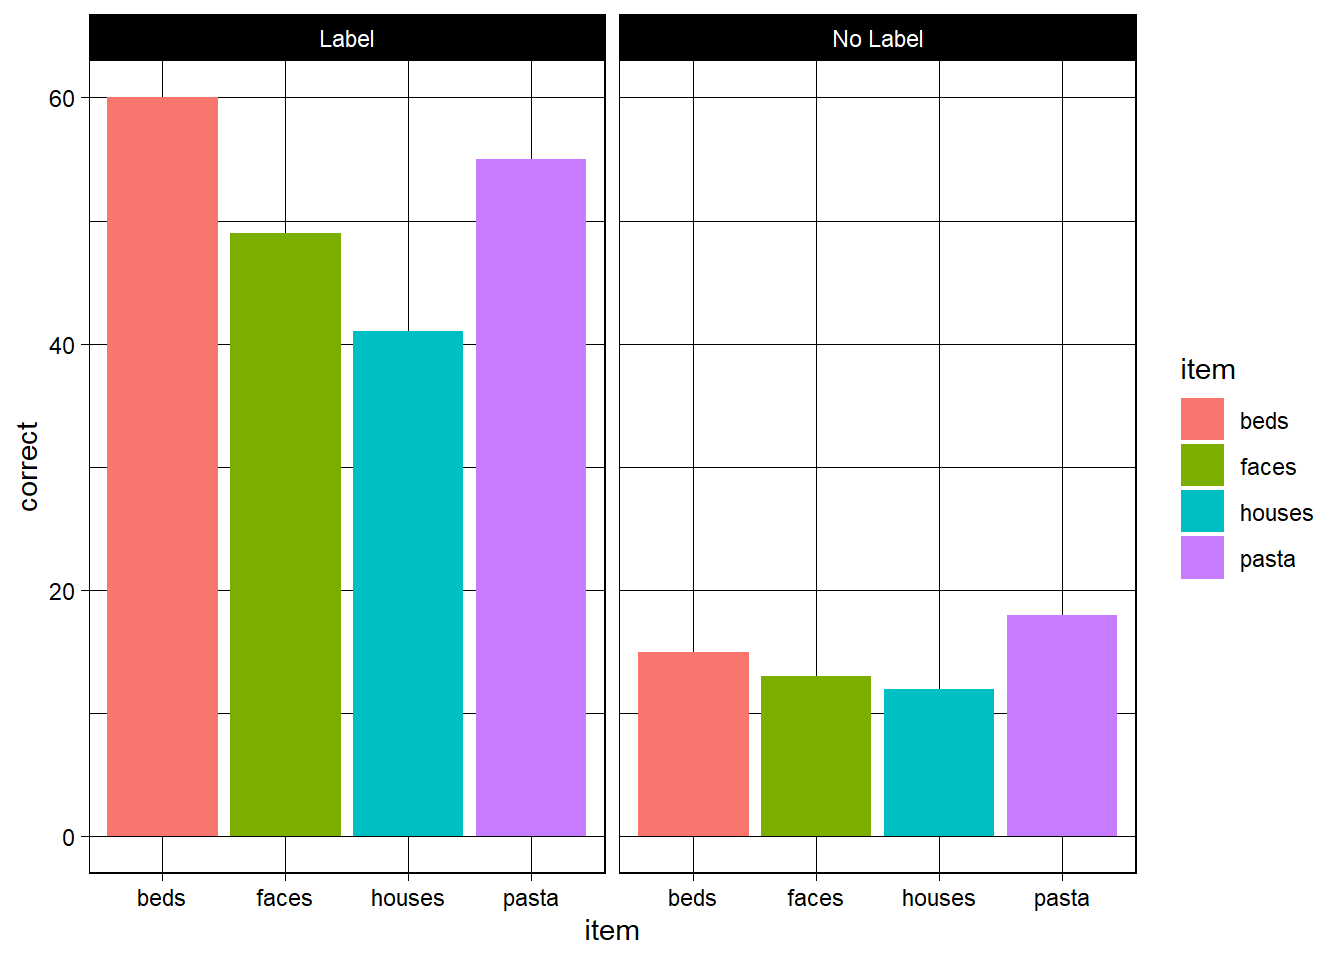 Label
No Label
60
40
20
0
correct
beds faces houses pasta
beds faces houses pasta
item
item
beds
faces
houses
pasta